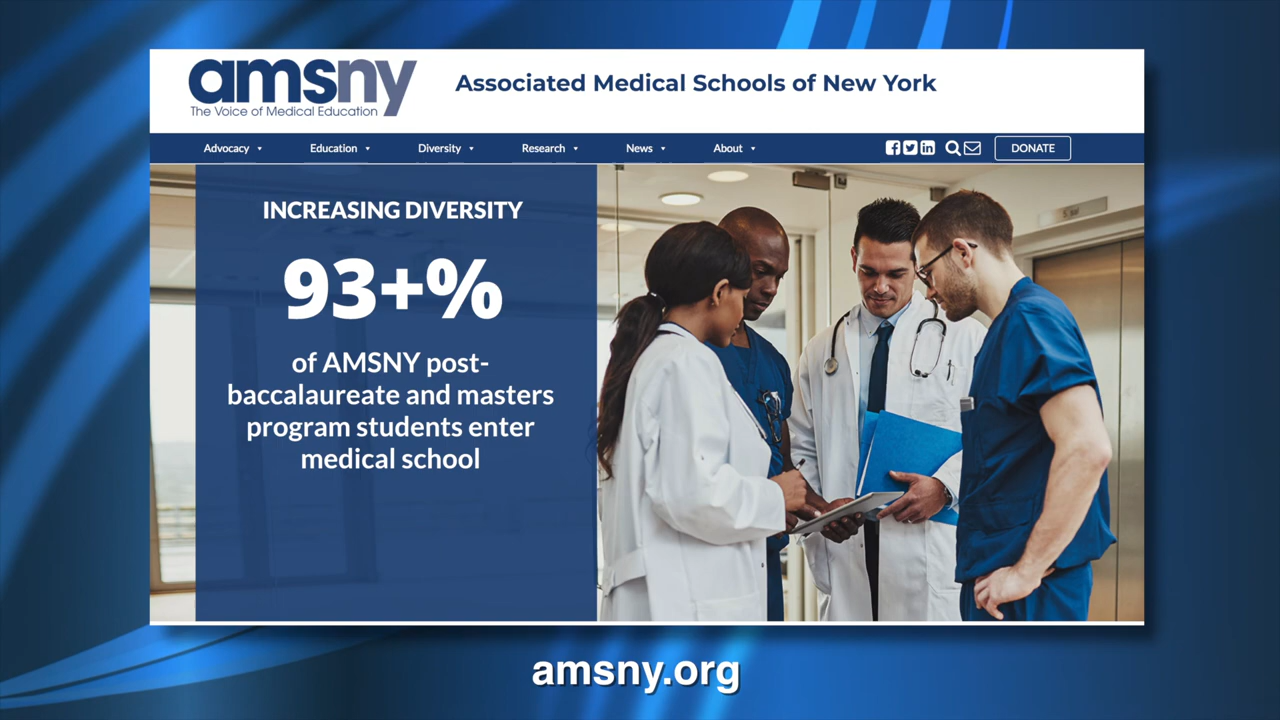 amsny
The Voice of Medical Education
Associated Medical Schools of New York
Advocacy
Education
Diversity
Research
News
About
DONATE
INCREASING DIVERSITY
93+%
of AMSNY post-
baccalaureate and masters
program students enter
medical school
amsny.org